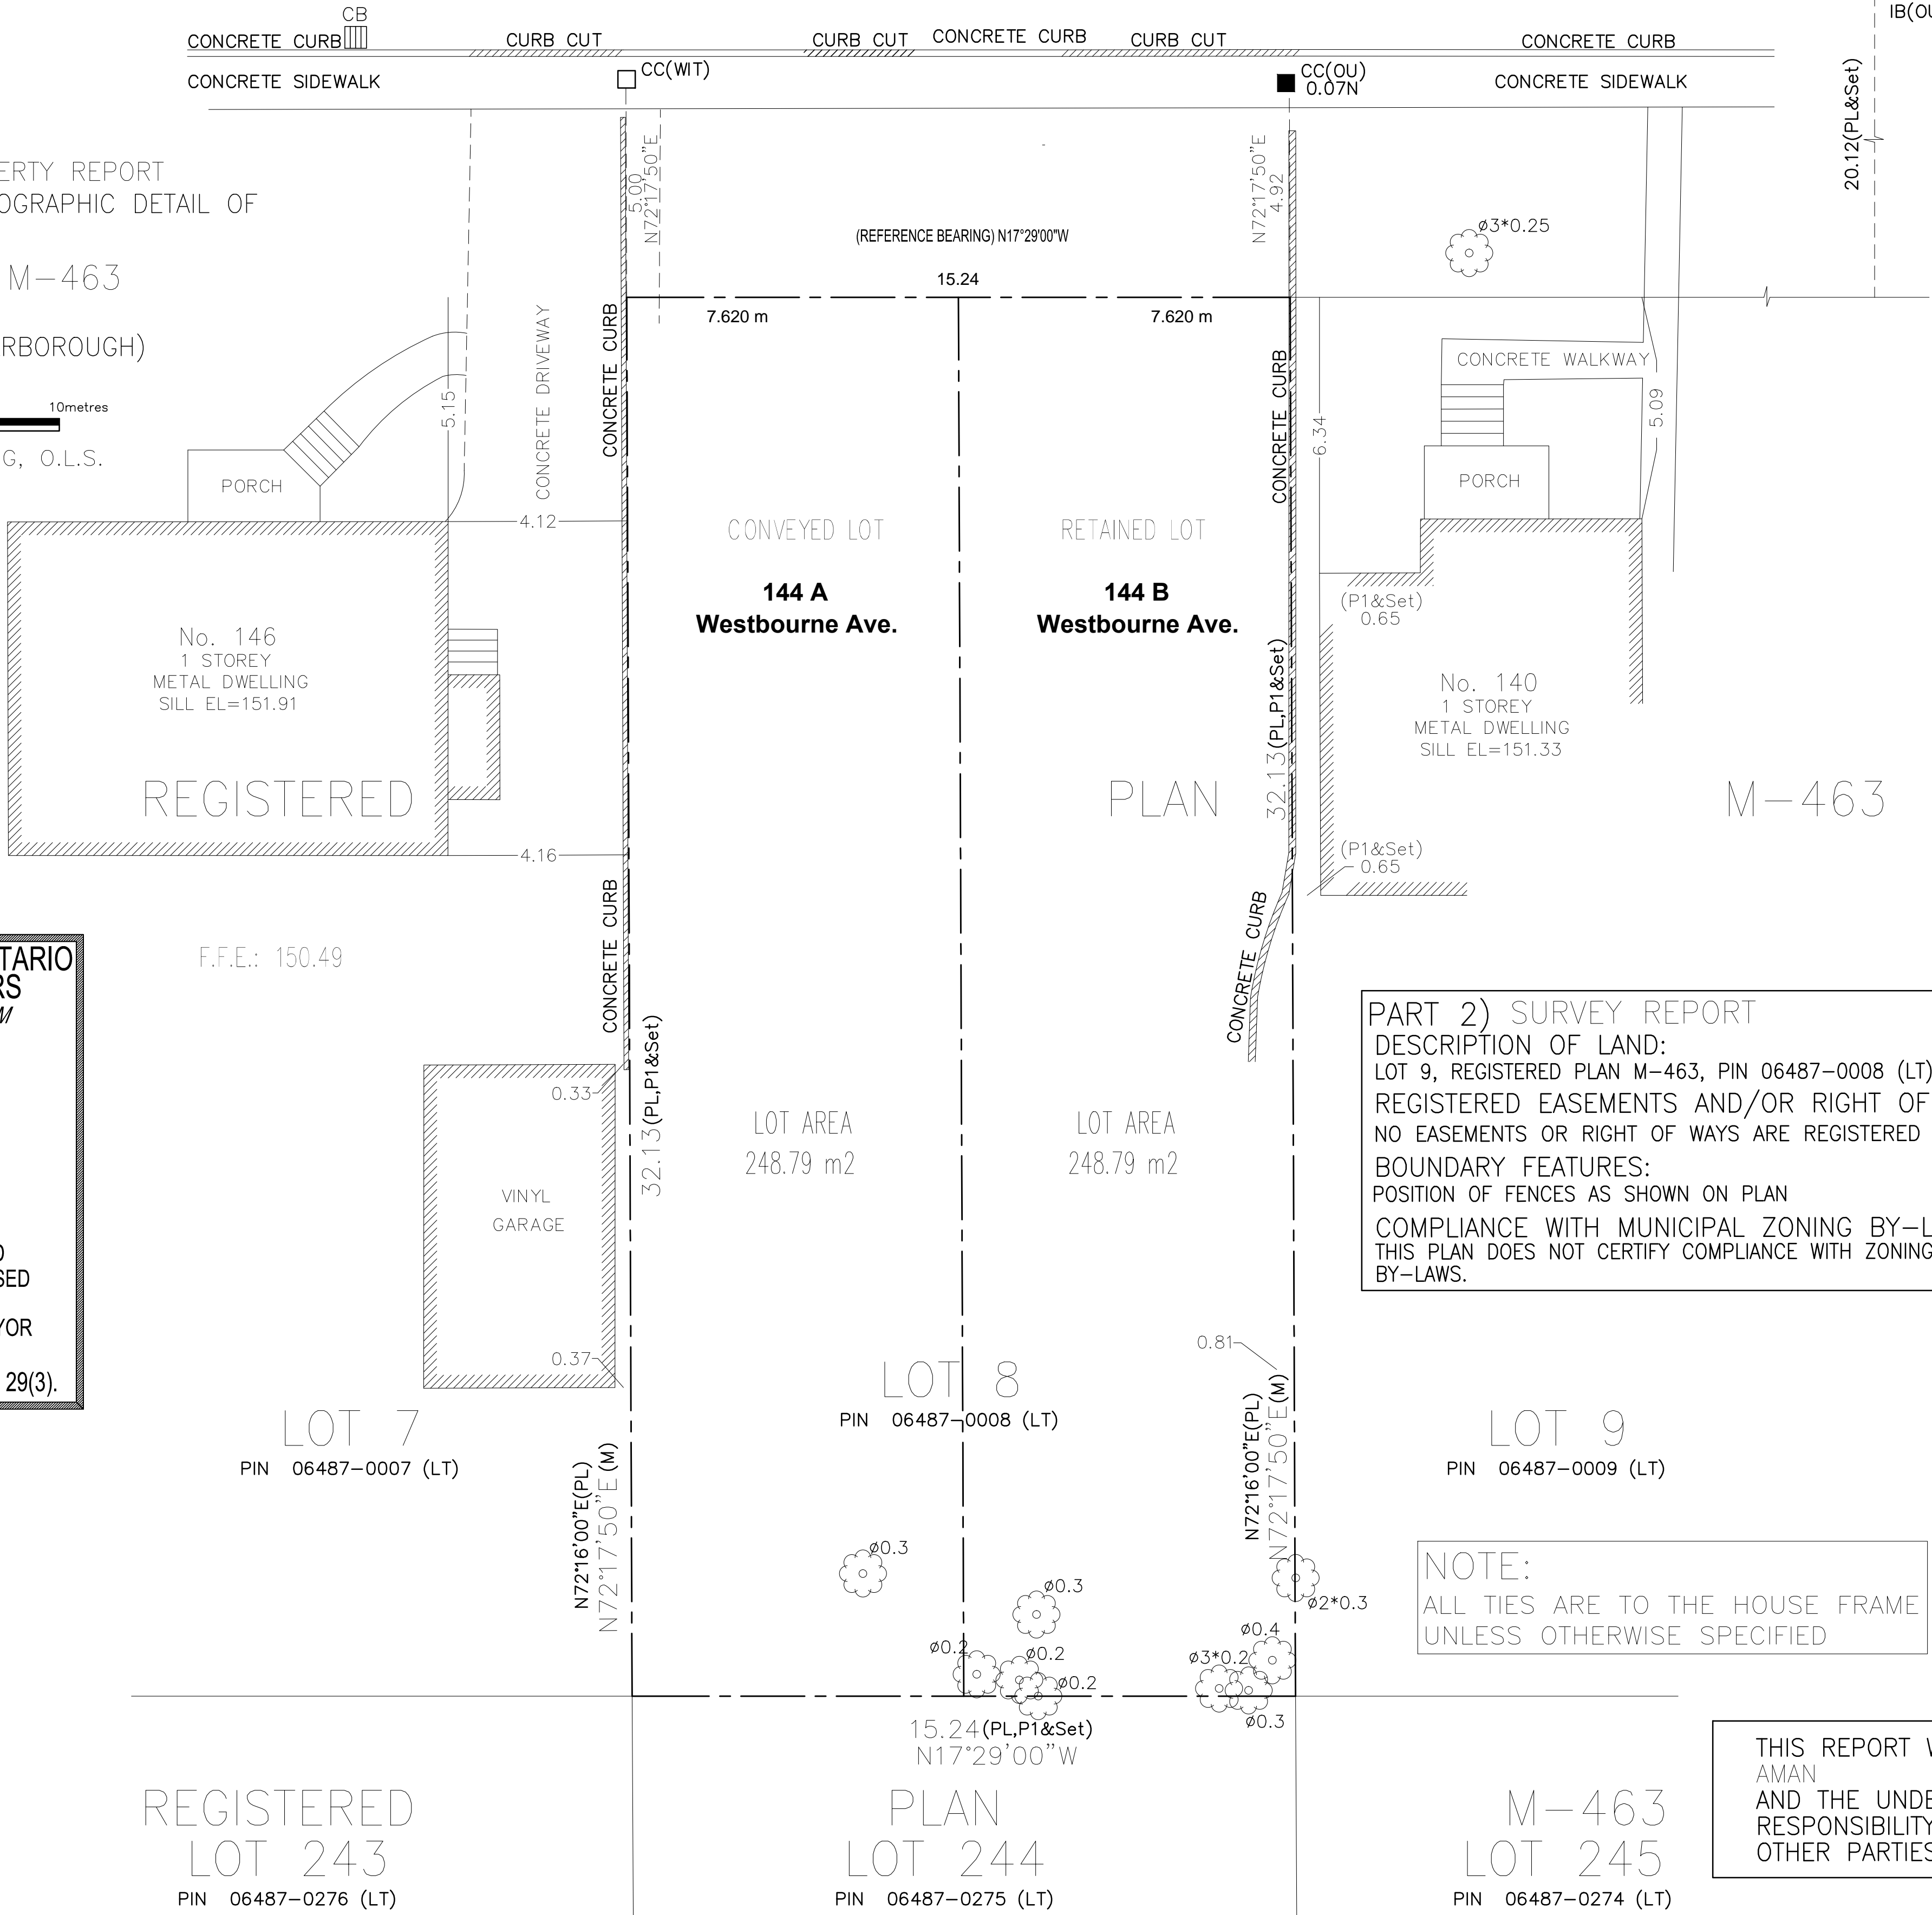 CB
IB(OU
CONCRETE CURB
CURB CUT
CURB CUT
CONCRETE CURB
CURB CUT
CONCRETE CURB
CONCRETE SIDEWALK
CC(WIT)
CC(OU)
0.07N
CONCRETE SIDEWALK
20.12(PL&Set)
ERTY REPORT
OGRAPHIC DETAIL OF
M-463
RBOROUGH)
10metres
G, O.L.S.
5.00
N72°17'50"E
N72°17'50"E
4.92
(REFERENCE BEARING) N17°29'00"W
15.24
7.620 m
7.620 m
ø3*0.25
CONCRETE DRIVEWAY
CONCRETE CURB
CONCRETE CURB
5.15
6.34
CONCRETE WALKWAY
5.09
PORCH
PORCH
4.12
CONVEYED LOT
RETAINED LOT
144 A
Westbourne Ave.
144 B
Westbourne Ave.
(P1&Set)
0.65
No. 146
1 STOREY
METAL DWELLING
SILL EL=151.91
No. 140
1 STOREY
METAL DWELLING
SILL EL=151.33
32.13(PL,P1&Set)
REGISTERED
PLAN
M-463
4.16
(P1&Set)
0.65
CONCRETE CURB
CONCRETE CURB
TARIO
RS
M
F.F.E.: 150.49
PART 2) SURVEY REPORT
DESCRIPTION OF LAND:
LOT 9, REGISTERED PLAN M-463, PIN 06487-0008 (LT)
REGISTERED EASEMENTS AND/OR RIGHT OF
NO EASEMENTS OR RIGHT OF WAYS ARE REGISTERED
BOUNDARY FEATURES:
POSITION OF FENCES AS SHOWN ON PLAN
COMPLIANCE WITH MUNICIPAL ZONING BY-L
THIS PLAN DOES NOT CERTIFY COMPLIANCE WITH ZONING
BY-LAWS.
0.33
32.13(PL,P1&Set)
LOT AREA
248.79 m2
LOT AREA
248.79 m2
VINYL
GARAGE
SED
YOR
29(3).
0.37
0.81
LOT 8
PIN 06487-0008 (LT)
LOT 7
PIN 06487-0007 (LT)
LOT 9
PIN 06487-0009 (LT)
N72°16'00"E(PL)
N72°17'50"E(M)
N72°16'00"E(PL)
N72°17'50"E(M)
ø0.3
ø0.3
ø2*0.3
ø0.2
ø0.2
ø0.2
ø3*0.2
ø0.4
ø0.3
NOTE:
ALL TIES ARE TO THE HOUSE FRAME
UNLESS OTHERWISE SPECIFIED
15.24(PL,P1&Set)
N17°29'00"W
THIS REPORT W
AMAN
AND THE UNDE
RESPONSIBILITY
OTHER PARTIES
REGISTERED
LOT 243
PIN 06487-0276 (LT)
PLAN
LOT 244
PIN 06487-0275 (LT)
M-463
LOT 245
PIN 06487-0274 (LT)